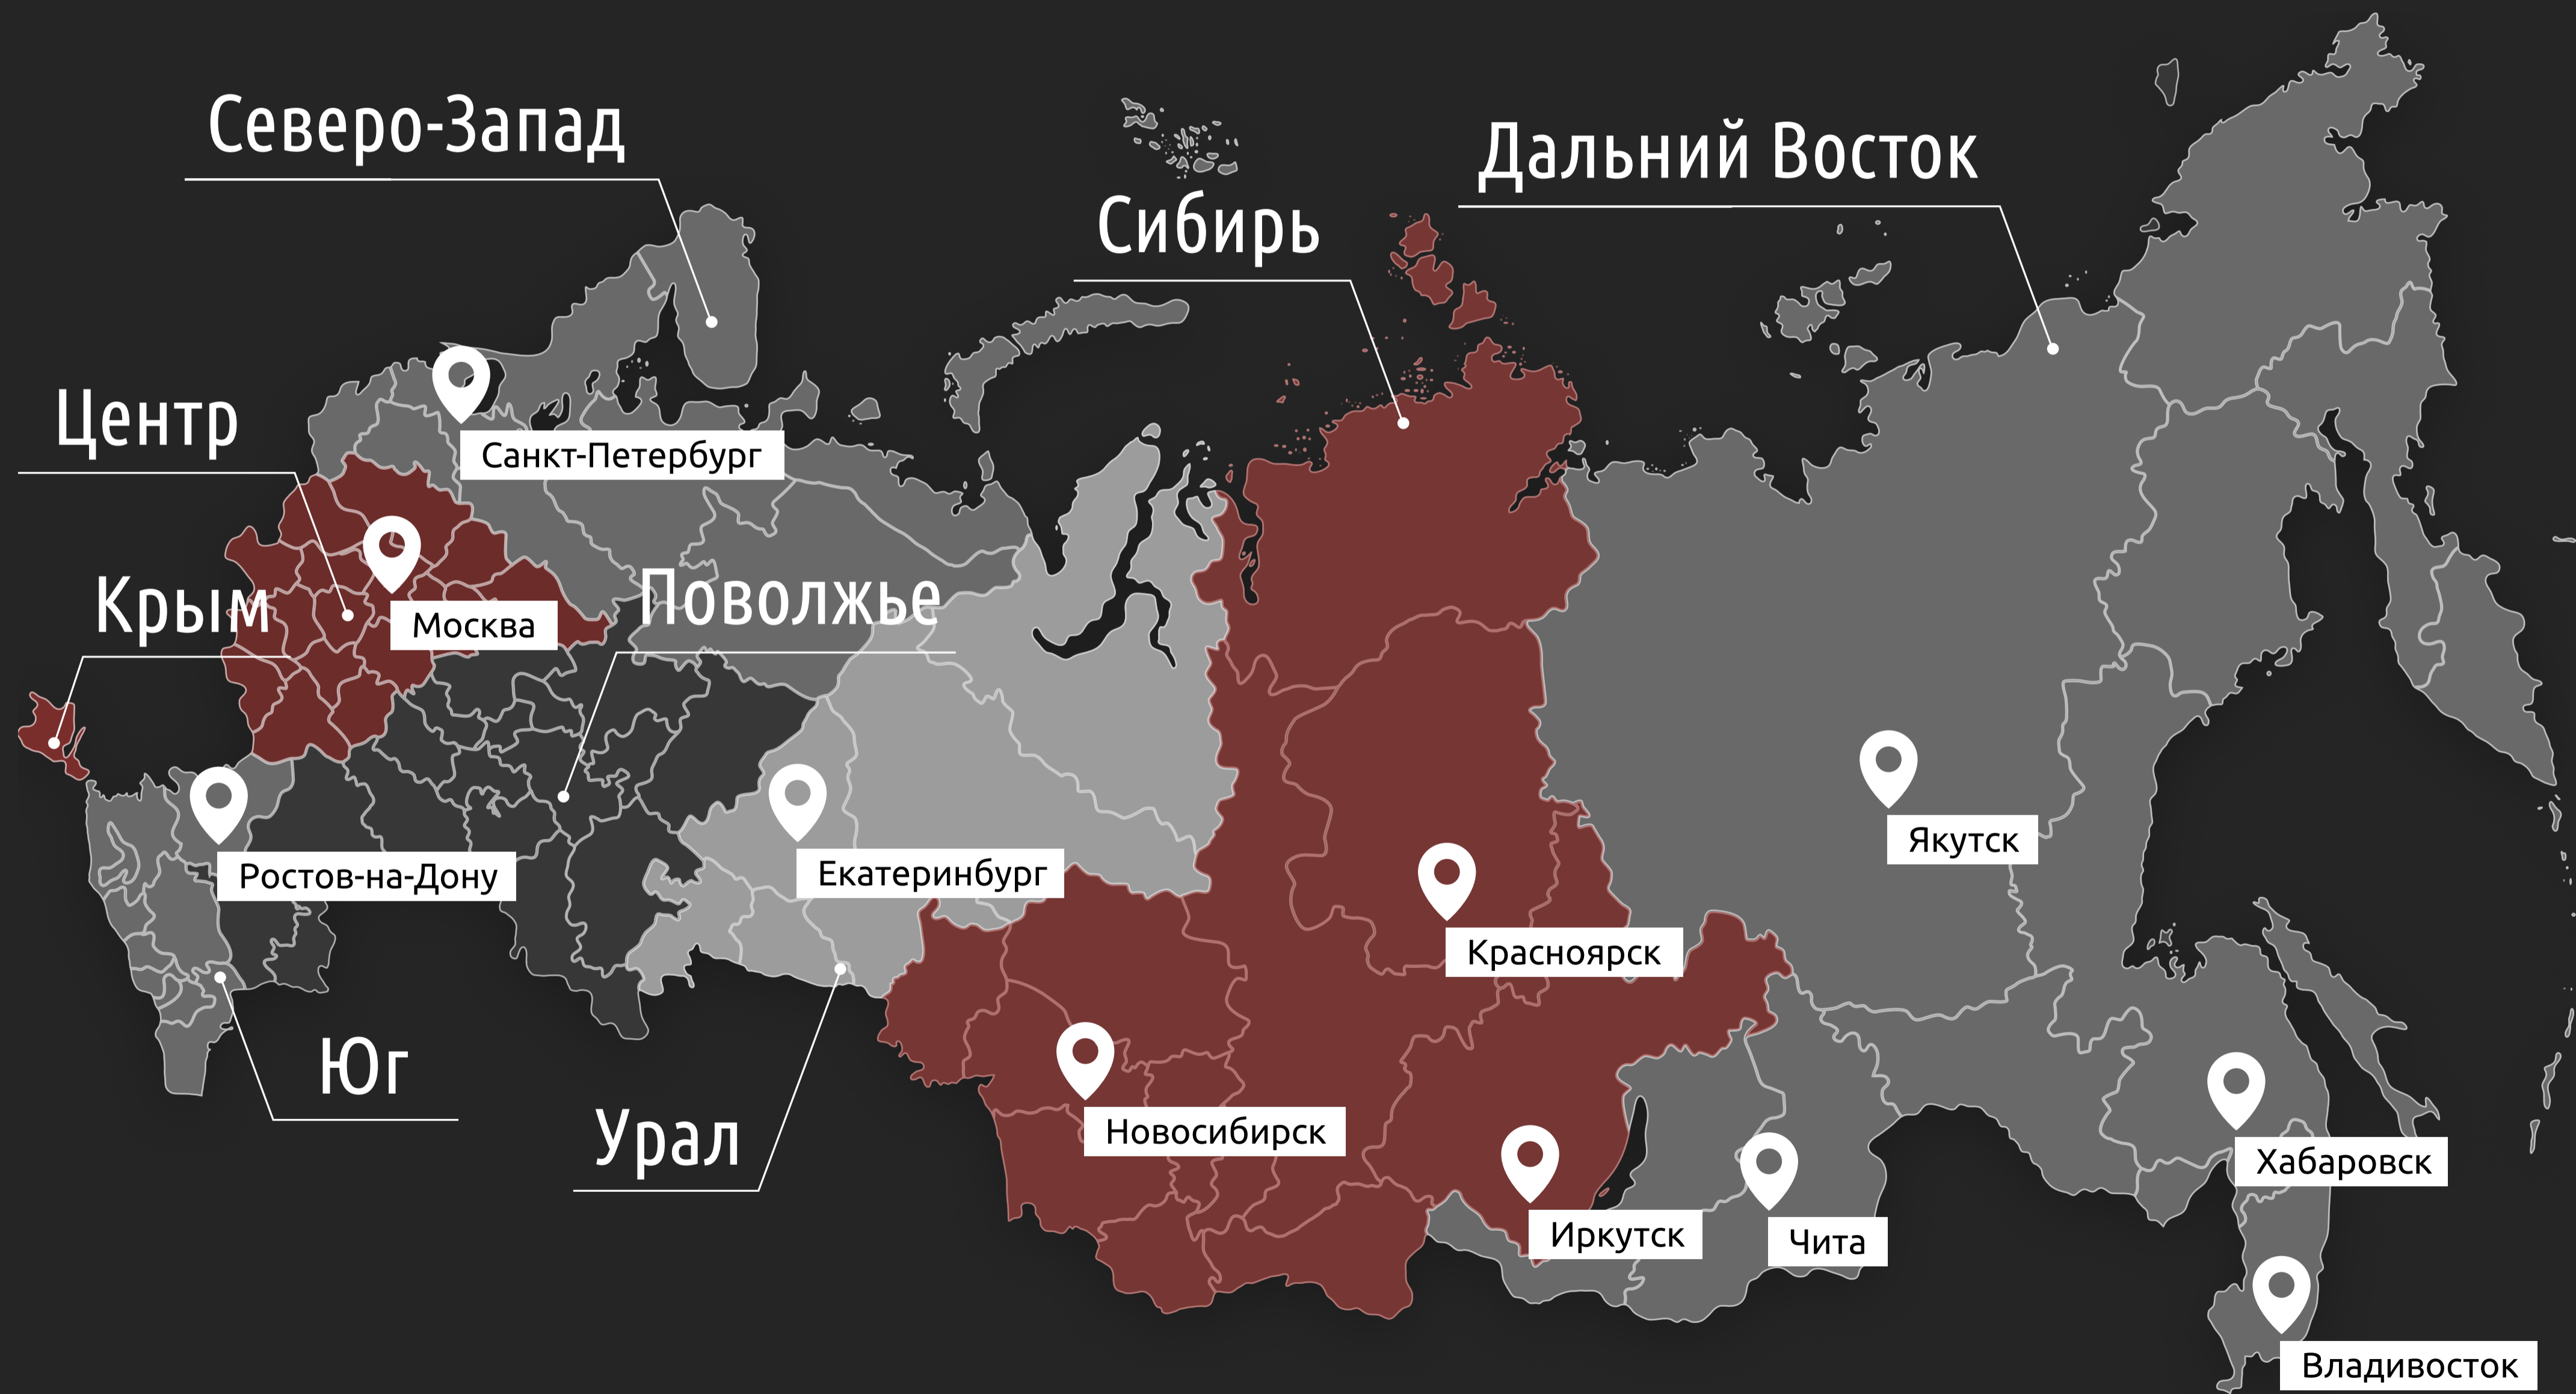 Северо-Запад
Дальний Восток
Сибирь
Центр
Санкт-Петербург
Крым
Поволжье
Москва
Якутск
Ростов-на-Дону
Екатеринбург
Красноярск
Юг
Урал
Новосибирск
Хабаровск
Иркутск
Чита
Владивосток